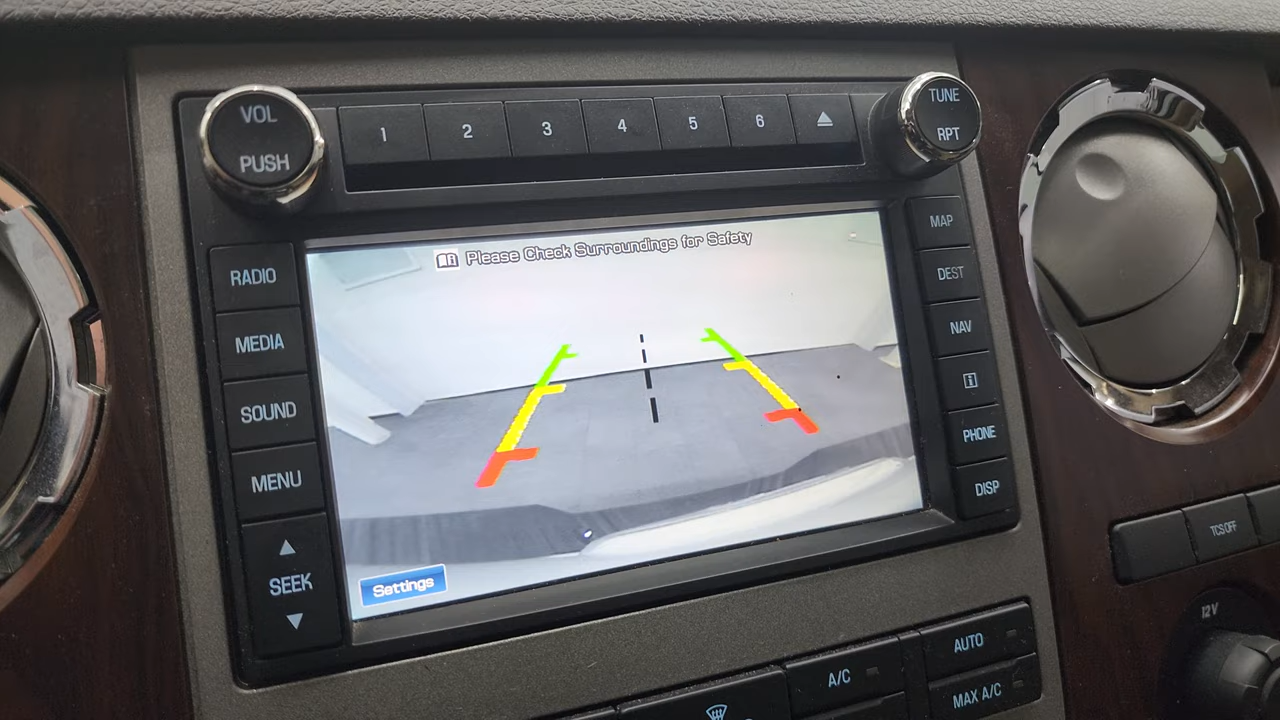 VOL
PUSH
1 2 3 4 5 6
TUNE
RPT
RADIO
MEDIA
SOUND
MENU
SEEK
Please Check Surroundings for Safety
Settings
MAP
DEST
NAV
i
PHONE
DISP
TCS OFF
12V
A/C
AUTO
MAX A/C